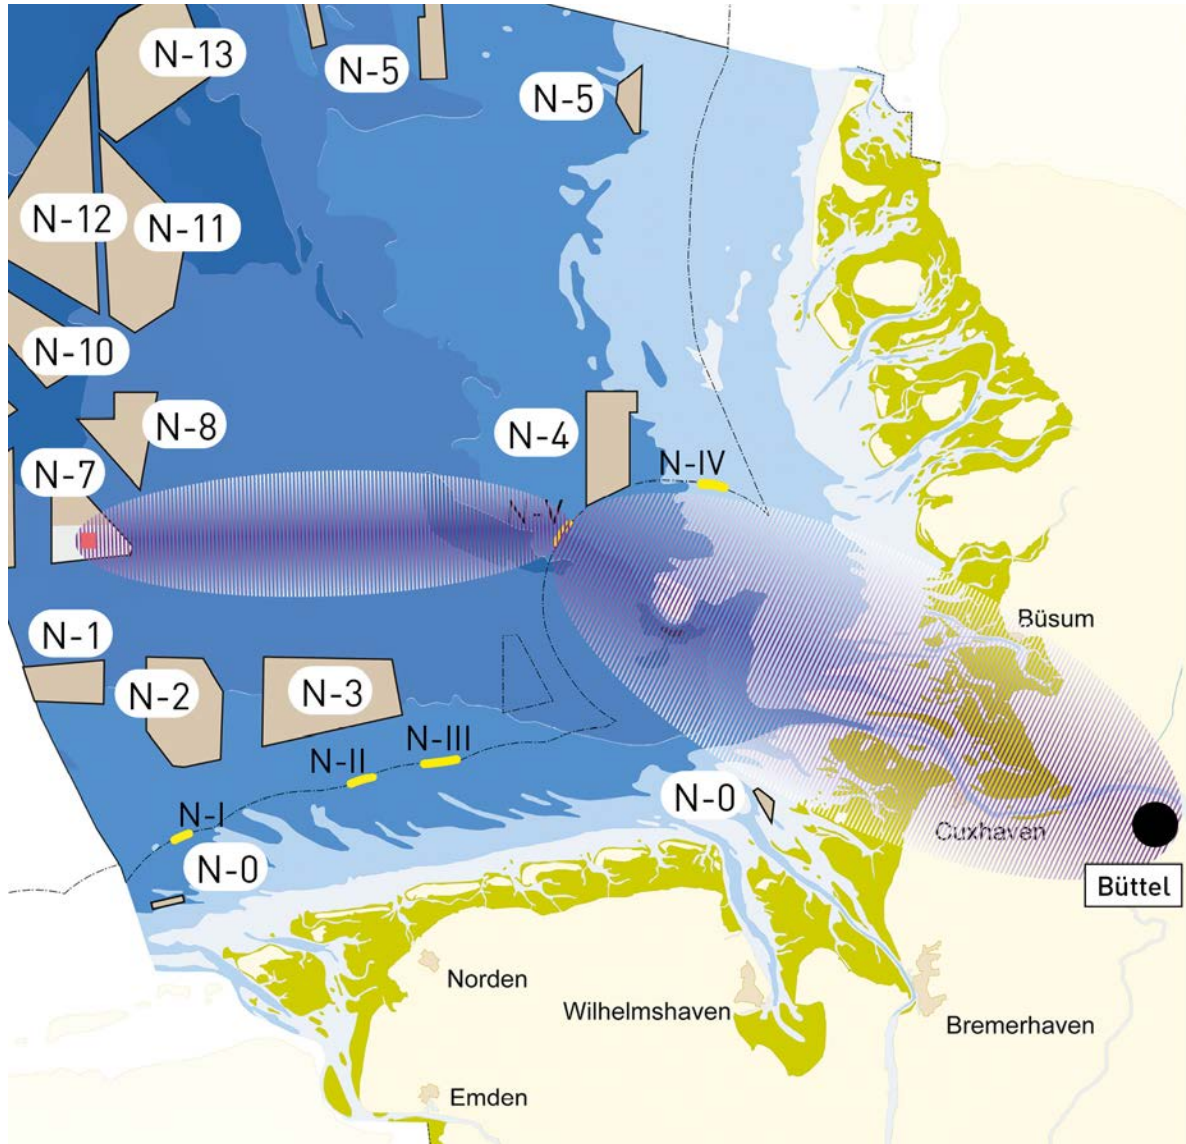 N-13
N-5
N-5
N-12
N-11
N-10
N-8
N-4
N-7
N-IV
N-V
N-1
Büsum
N-2
N-3
N-III
N-II
N-0
N-I
Cuxhaven
N-0
Büttel
Norden
Wilhelmshaven
Bremerhaven
Emden